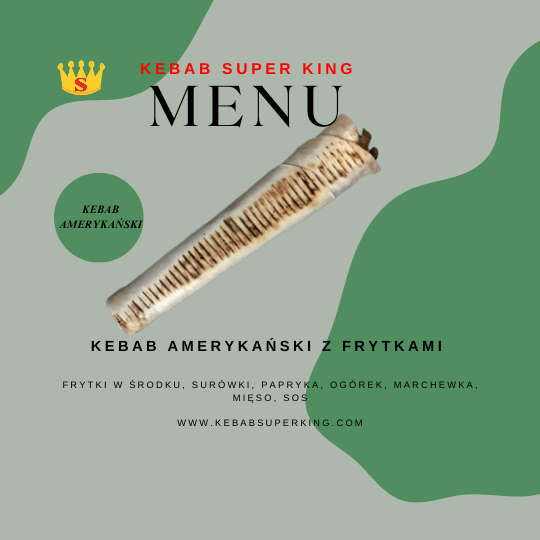 KEBAB SUPER KING
S
MENU
KEBAB
AMERYKAŃSKI
KEBAB AMERYKAŃSKI Z FRYTKAMI
FRYTKI W ŚRODKU, SURÓWKI, PAPRYKA, OGÓREK, MARCHEWKA,
MIĘSO, SOS
WWW.KEBABSUPERKING.COM